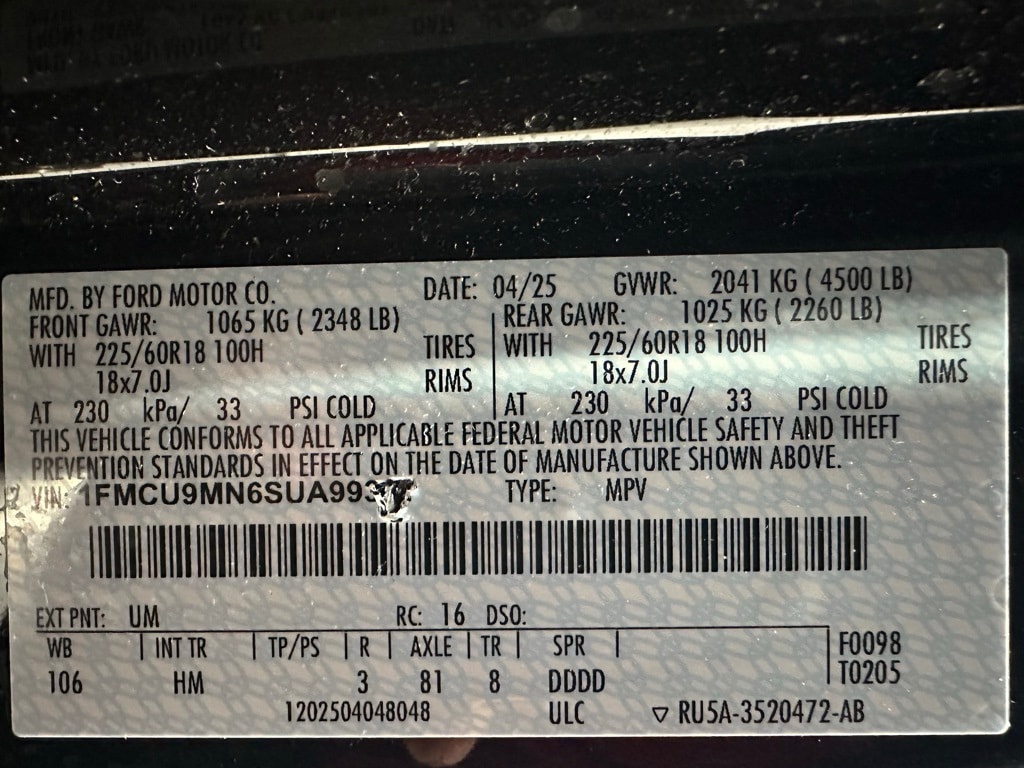 MFD. BY FORD MOTOR CO. DATE: 04/25 GVWR: 2041 KG ( 4500 LB)
FRONT GAWR: 1065 KG ( 2348 LB) REAR GAWR: 1025 KG ( 2260 LB)
WITH 225/60R18 100H TIRES WITH 225/60R18 100H TIRES
18x7.0J RIMS 18x7.0J RIMS
AT 230 kPa/ 33 PSI COLD AT 230 kPa/ 33 PSI COLD
THIS VEHICLE CONFORMS TO ALL APPLICABLE FEDERAL MOTOR VEHICLE SAFETY AND THEFT
PREVENTION STANDARDS IN EFFECT ON THE DATE OF MANUFACTURE SHOWN ABOVE.
VIN: TYPE: MPV
EXT PNT: UM RC: 16 DSO:
WB INT TR TP/PS R AXLE TR SPR F0098
106 HM 3 81 8 DDDD T0205
1202504048048 ULC ▽ RU5A-3520472-AB